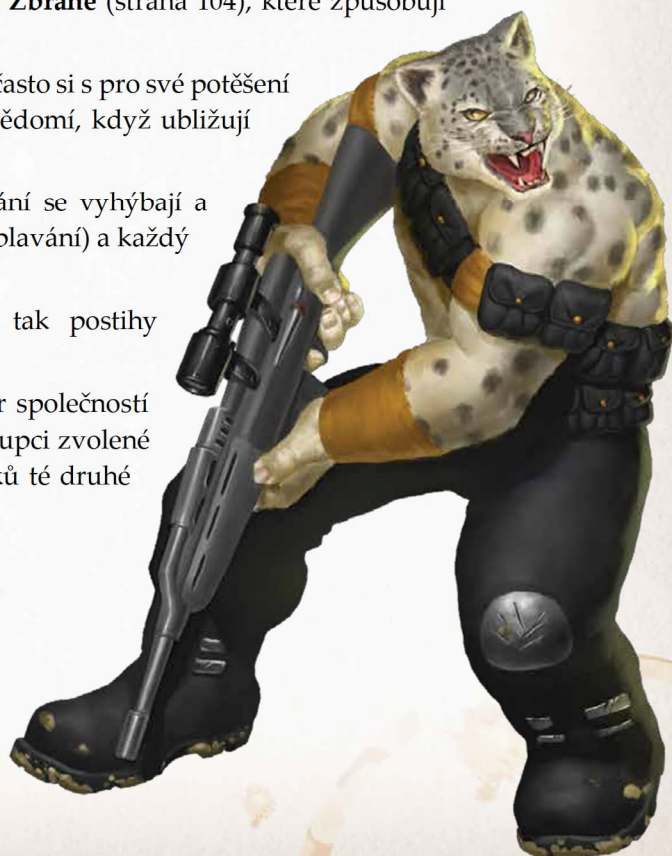 Zbraně (strana 104), které způsobují
často si s pro své potěšení
ědomí, když ubližují
ání se vyhýbají a
plavání) a každý
tak postihy
r společností
upci zvolené
ků té druhé